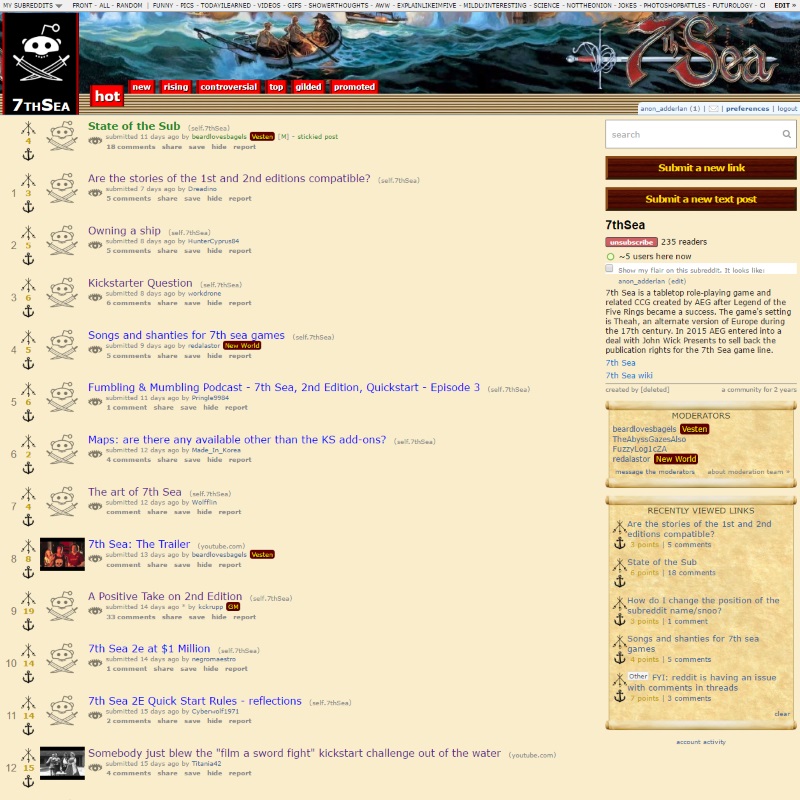 MY SUBREDDITS FRONT - ALL - RANDOM | FUNNY - PICS - TODAYILEARNED - VIDEOS - GIFS - SHOWERTHOUGHTS - AWW - EXPLAINLIKEIMFIVE - MILDLYINTERESTING - SCIENCE - NOTTHEONION - JOKES - PHOTOSHOPBATTLES - FUTUROLOGY - CI EDIT »
7th Sea
7THSEA
hot new rising controversial top gilded promoted
anon_adderlan (1) | | preferences | logout
4
State of the Sub (self.7thSea)
submitted 11 days ago by beardlovesbagels Vesten [M] - stickied post
18 comments share save hide report
1
3
Are the stories of the 1st and 2nd editions compatible? (self.7thSea)
submitted 7 days ago by Dreadino
5 comments share save hide report
2
5
Owning a ship (self.7thSea)
submitted 8 days ago by HunterCyprus84
5 comments share save hide report
3
6
Kickstarter Question (self.7thSea)
submitted 8 days ago by workdrone
6 comments share save hide report
4
5
Songs and shanties for 7th sea games (self.7thSea)
submitted 9 days ago by redalastor New World
5 comments share save hide report
5
6
Fumbling & Mumbling Podcast - 7th Sea, 2nd Edition, Quickstart - Episode 3 (self.7thSea)
submitted 11 days ago by Pringle9984
1 comment share save hide report
6
2
Maps: are there any available other than the KS add-ons? (self.7thSea)
submitted 12 days ago by Made_In_Korea
4 comments share save hide report
7
4
The art of 7th Sea (self.7thSea)
submitted 12 days ago by Wolfflin
comment share save hide report
8
8
7th Sea: The Trailer (youtube.com)
submitted 13 days ago by beardlovesbagels Vesten
comment share save hide report
9
19
A Positive Take on 2nd Edition (self.7thSea)
submitted 14 days ago * by kckrupp GM
33 comments share save hide report
10
14
7th Sea 2e at $1 Million (self.7thSea)
submitted 14 days ago by negromaestro
1 comment share save hide report
11
14
7th Sea 2E Quick Start Rules - reflections (self.7thSea)
submitted 15 days ago by Cyberwolf1971
2 comments share save hide report
12
15
Somebody just blew the "film a sword fight" kickstart challenge out of the water (youtube.com)
submitted 15 days ago by Titania42
4 comments share save hide report
search
Submit a new link
Submit a new text post
7thSea
unsubscribe 235 readers
~5 users here now
Show my flair on this subreddit. It looks like:
anon_adderlan (edit)
7th Sea is a tabletop role-playing game and
related CCG created by AEG after Legend of the
Five Rings became a success. The game's setting
is Theah, an alternate version of Europe during
the 17th century. In 2015 AEG entered into a
deal with John Wick Presents to sell back the
publication rights for the 7th Sea game line.
7th Sea
7th Sea wiki
created by [deleted] a community for 2 years
MODERATORS
beardlovesbagels Vesten
TheAbyssGazesAlso
FuzzyLog1cZA
redalastor New World
message the moderators about moderation team »
RECENTLY VIEWED LINKS
Are the stories of the 1st and 2nd
editions compatible?
3 points | 5 comments
State of the Sub
6 points | 18 comments
How do I change the position of the
subreddit name/snoo?
3 points | 1 comment
Songs and shanties for 7th sea
games
4 points | 5 comments
Other FYI: reddit is having an issue
with comments in threads
7 points | 3 comments
clear
account activity